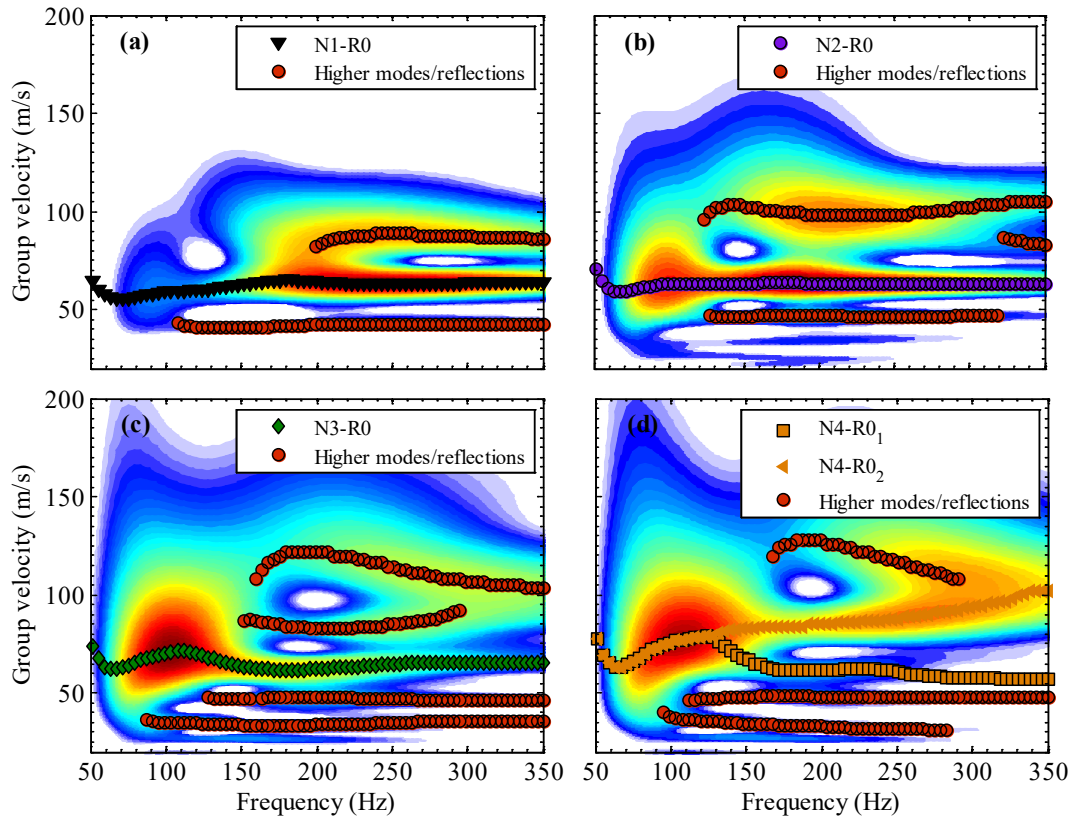 200
150
100
50
0
Group velocity (m/s)
(a)
N1-R0
Higher modes/reflections
(b)
N2-R0
Higher modes/reflections
200
150
100
50
Group velocity (m/s)
(c)
N3-R0
Higher modes/reflections
(d)
N4-R0₁
N4-R0₂
Higher modes/reflections
50 100 150 200 250 300 350
Frequency (Hz)
50 100 150 200 250 300 350
Frequency (Hz)